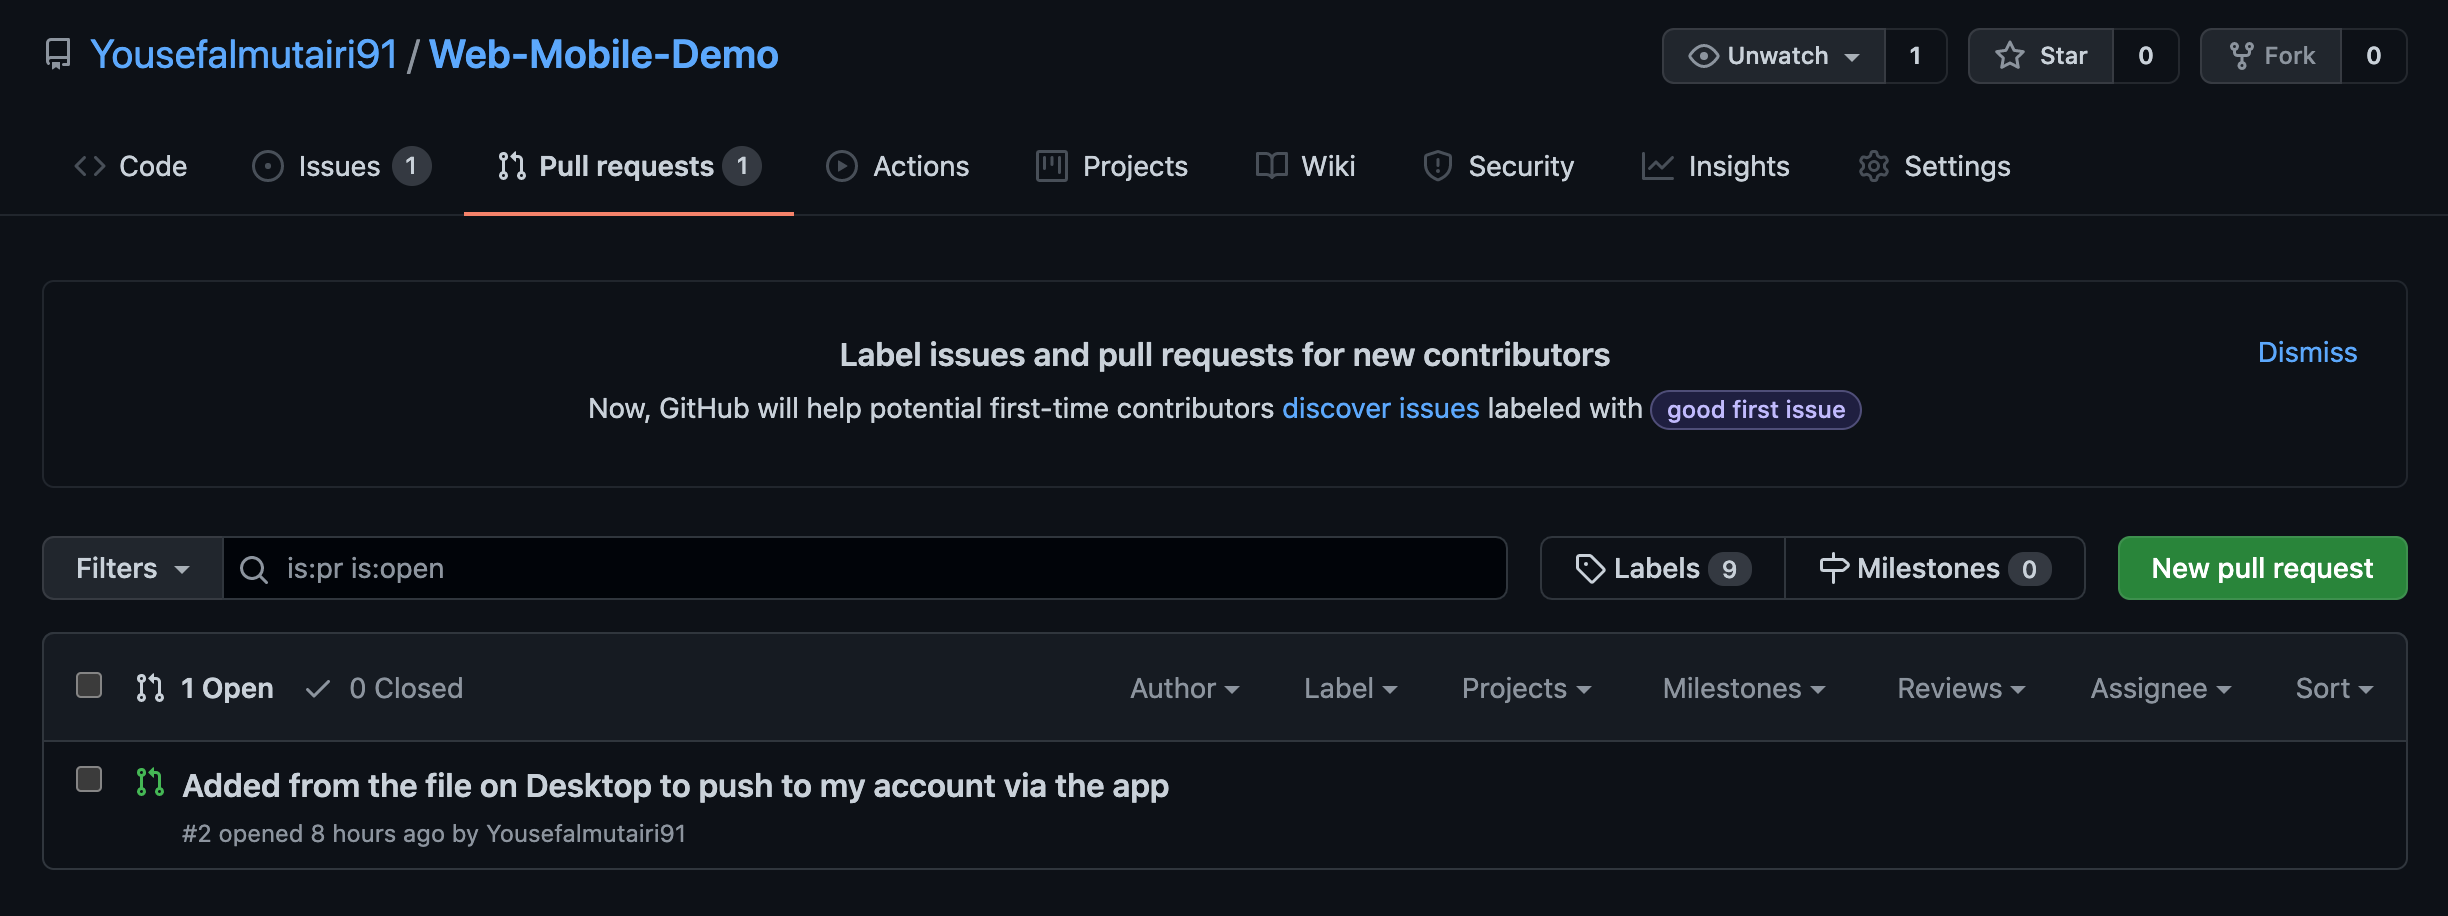 Yousefalmutairi91 / Web-Mobile-Demo
Unwatch 1 Star 0 Fork 0
Code Issues 1 Pull requests 1 Actions Projects Wiki Security Insights Settings
Label issues and pull requests for new contributors
Dismiss
Now, GitHub will help potential first-time contributors discover issues labeled with good first issue
Filters is:pr is:open Labels 9 Milestones 0 New pull request
1 Open 0 Closed Author Label Projects Milestones Reviews Assignee Sort
Added from the file on Desktop to push to my account via the app
#2 opened 8 hours ago by Yousefalmutairi91